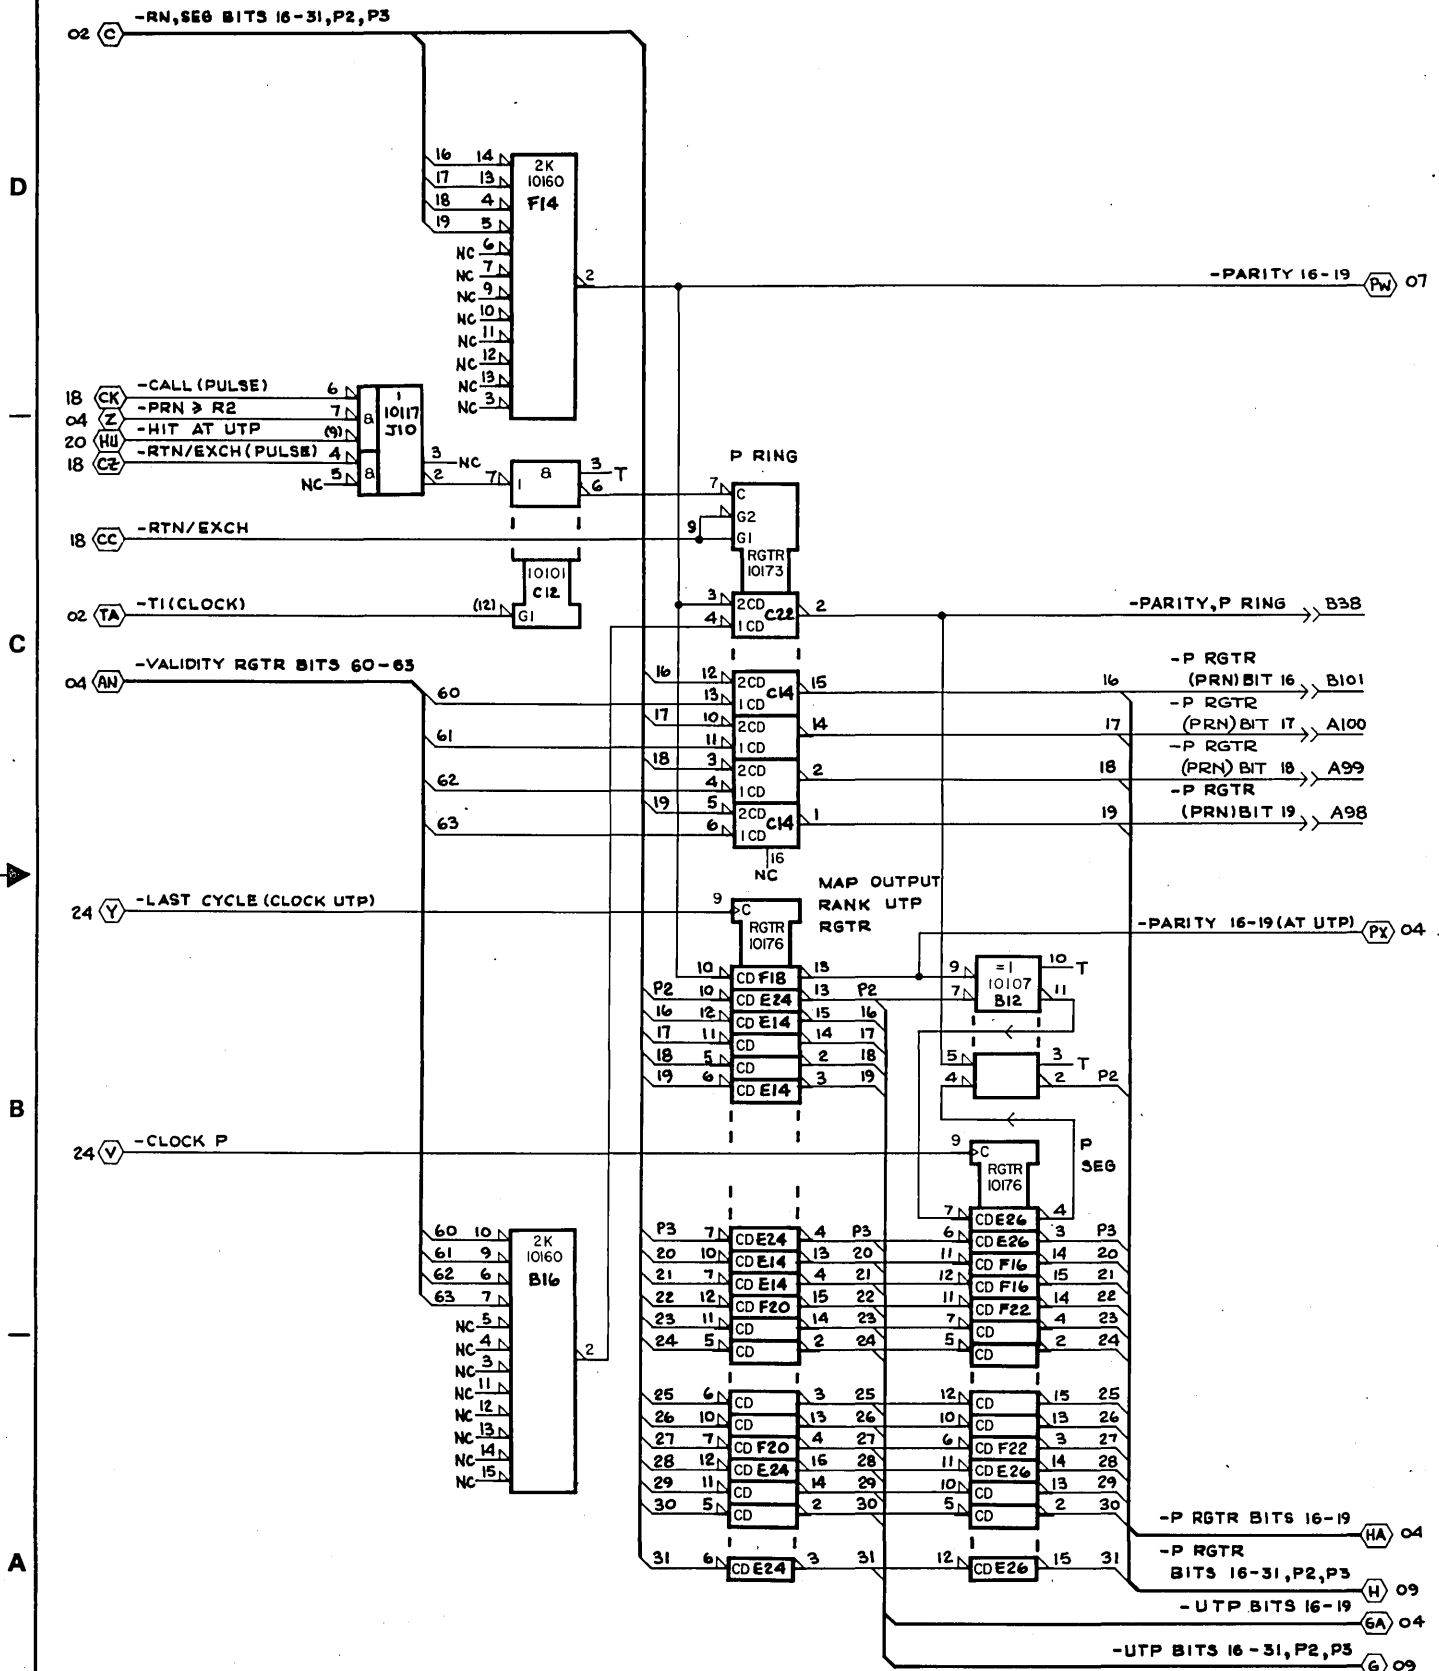 -RN,SEG BITS 16-31,P2,P3
02 C
D
16 14
17 13
18 4
19 5
NC 6
NC 7
NC 9
NC 10
NC 11
NC 12
NC 13
NC 3
2K
10160
F14
2
-PARITY 16-19
PW 07
18 CK -CALL (PULSE) 6
04 Z -PRN ≥ R2 7
20 HU -HIT AT UTP (9)
18 CZ -RTN/EXCH (PULSE) 4
NC 5
&
&
1
10117
J10
3 NC
2
7
1 &
3 T
6
P RING
7 C
G2
9 G1
RGTR
10173
18 CC -RTN/EXCH
10101
C12
02 TA -T1 (CLOCK) (12) G1
3 2CD
4 1CD
C22
2
-PARITY, P RING B38
C
04 AN -VALIDITY RGTR BITS 60-63
60
61
62
63
16 12 2CD
13 1CD
C14 15
17 10 2CD
11 1CD
14
18 3 2CD
4 1CD
2
19 5 2CD
6 1CD
C14 1
16
NC
-P RGTR
16 (PRN) BIT 16 B101
-P RGTR
17 (PRN) BIT 17 A100
-P RGTR
18 (PRN) BIT 18 A99
-P RGTR
19 (PRN) BIT 19 A98
MAP OUTPUT
RANK UTP
RGTR
24 Y -LAST CYCLE (CLOCK UTP) 9 C
RGTR
10176
-PARITY 16-19 (AT UTP) PX 04
10 CD F18 13
P2 10 CD E24 13 P2
16 12 CD E14 15 16
17 11 CD 14 17
18 5 CD 2 18
19 6 CD E14 3 19
9
7
=1
10107
B12
10 T
11
5
4
3 T
2 P2
B
24 V -CLOCK P 9 C
RGTR
10176
P
SEG
7 CD E26 4
P3 7 CD E24 4 P3 6 CD E26 3 P3
20 10 CD E14 13 20 11 CD F16 14 20
21 7 CD E14 4 21 12 CD F16 15 21
22 12 CD F20 15 22 11 CD F22 14 22
23 11 CD 14 23 7 CD 4 23
24 5 CD 2 24 5 CD 2 24
60 10
61 9
62 6
63 7
NC 5
NC 4
NC 3
NC 11
NC 12
NC 13
NC 14
NC 15
2K
10160
B16
2
25 6 CD 3 25 12 CD 15 25
26 10 CD 13 26 10 CD 13 26
27 7 CD F20 4 27 6 CD F22 3 27
28 12 CD E24 15 28 11 CD E26 14 28
29 11 CD 14 29 10 CD 13 29
30 5 CD 2 30 5 CD 2 30
31 6 CD E24 3 31 12 CD E26 15 31
A
-P RGTR BITS 16-19
HA 04
-P RGTR
BITS 16-31,P2,P3
H 09
-UTP BITS 16-19
GA 04
-UTP BITS 16-31,P2,P3
G 09